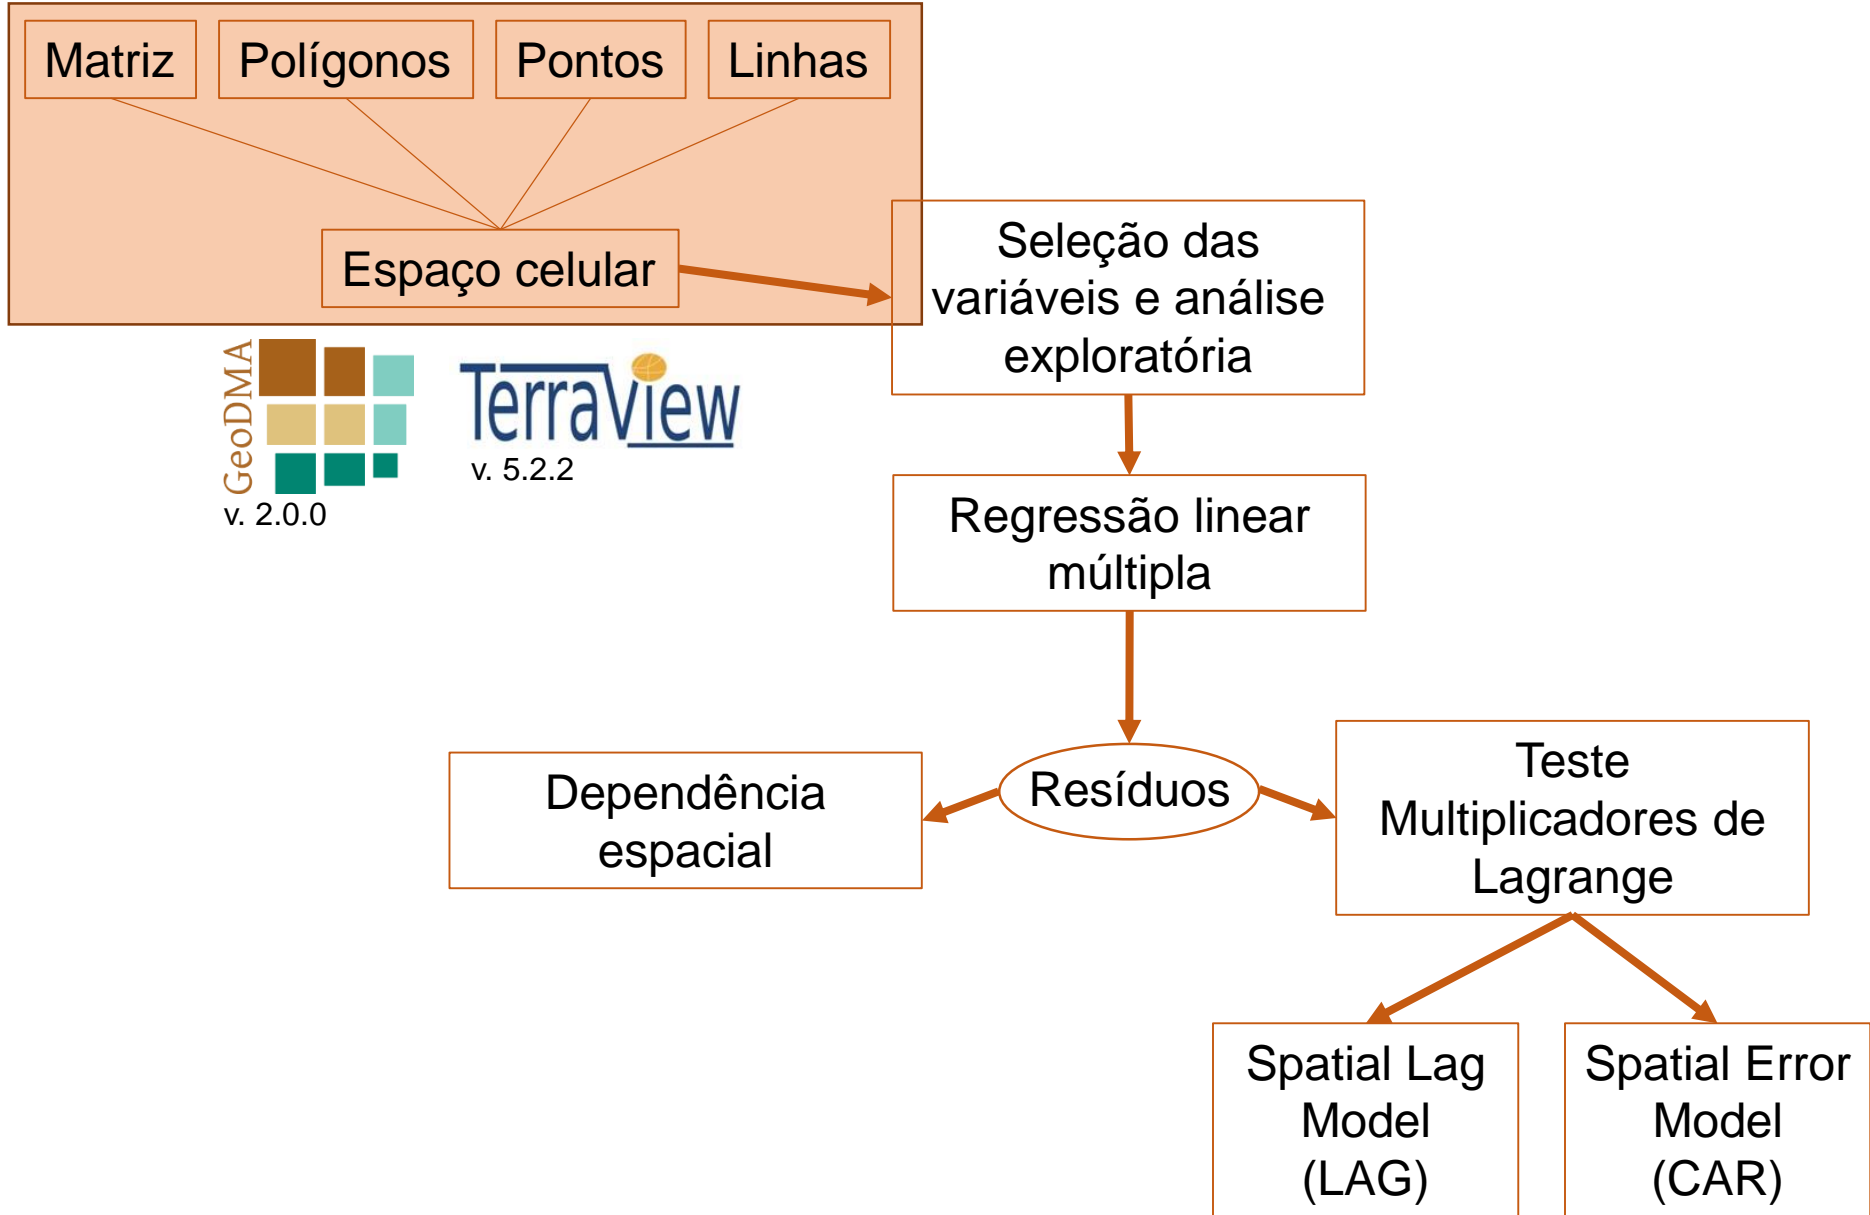 Matriz
Polígonos
Pontos
Linhas
Espaço celular
Seleção das
variáveis e análise
exploratória
GeoDMA
v. 2.0.0
TerraView
v. 5.2.2
Regressão linear
múltipla
Resíduos
Dependência
espacial
Teste
Multiplicadores de
Lagrange
Spatial Lag
Model
(LAG)
Spatial Error
Model
(CAR)